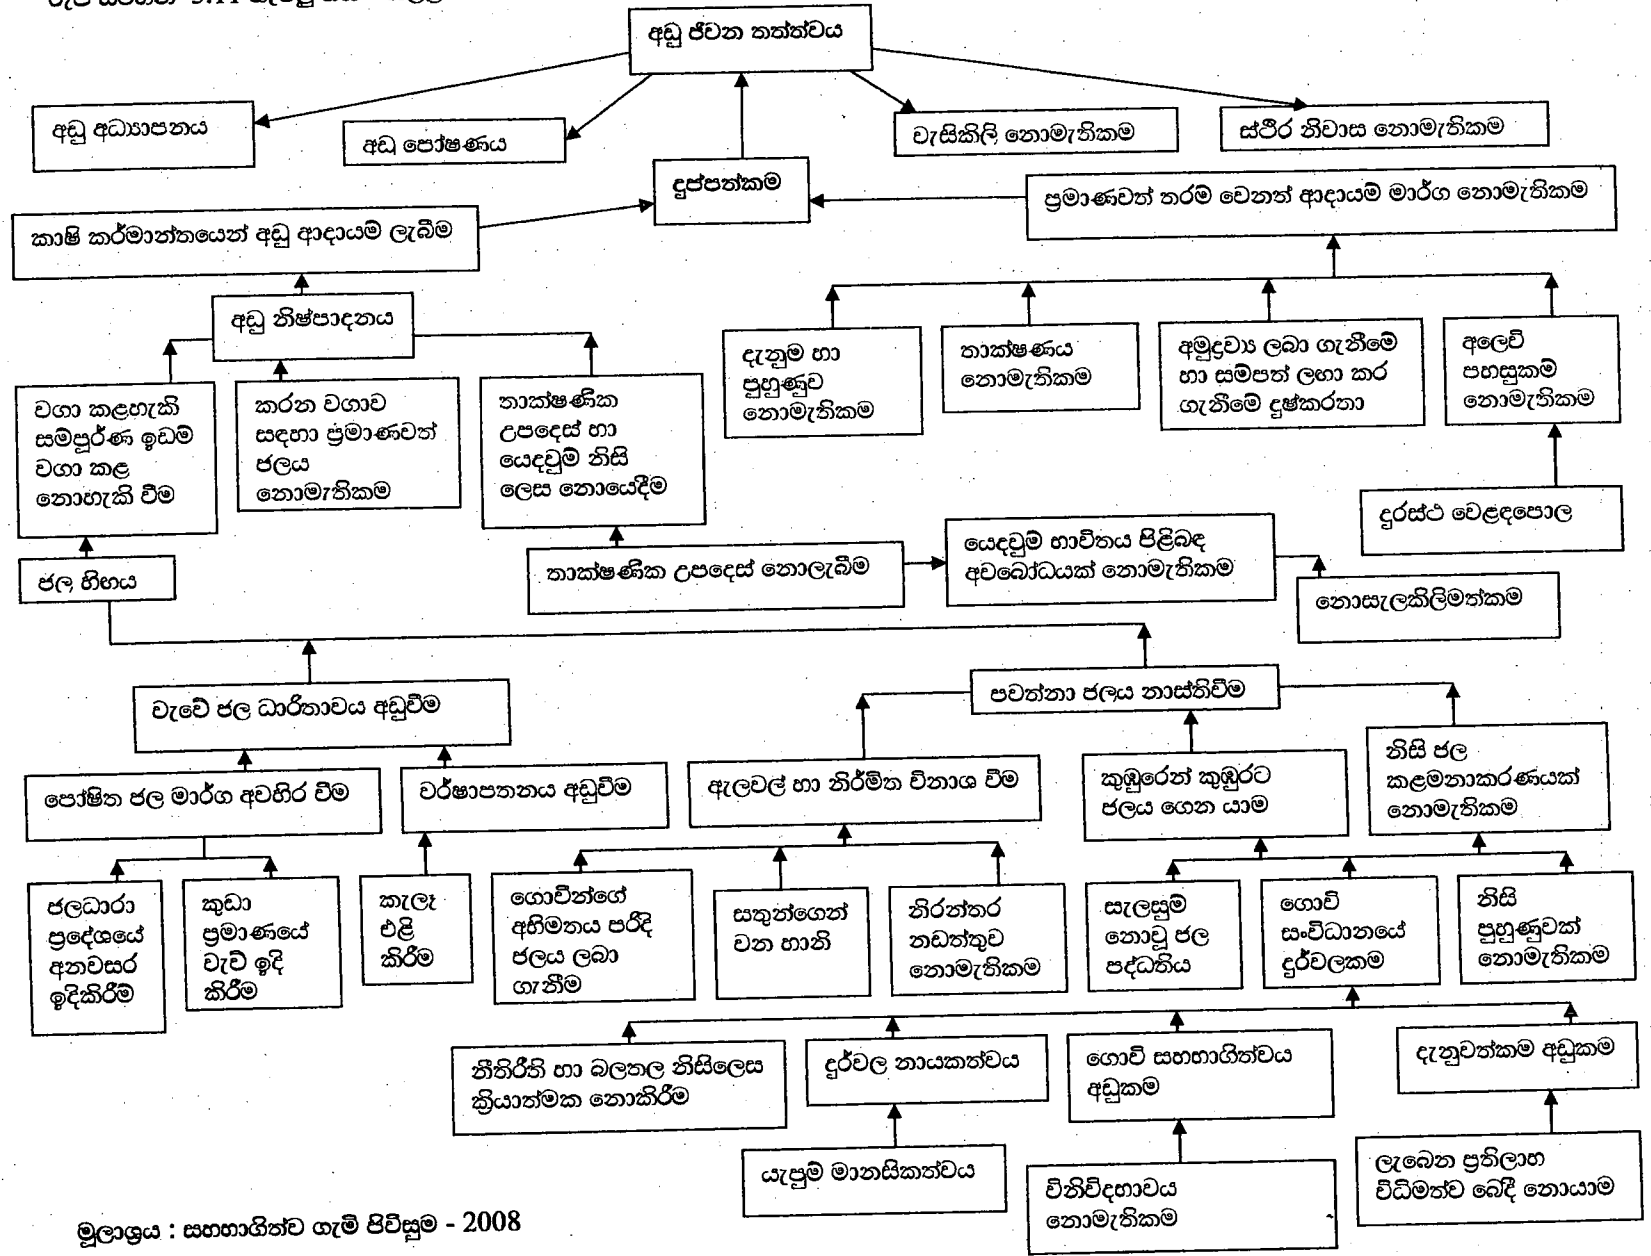 අඩු ජීවන තත්ත්වය
අඩු අධ්‍යාපනය
අඩු පෝෂණය
වැසිකිලි නොමැතිකම
ස්ථිර නිවාස නොමැතිකම
දුප්පත්කම
ප්‍රමාණවත් තරම් වෙනත් ආදායම් මාර්ග නොමැතිකම
කෘෂි කර්මාන්තයෙන් අඩු ආදායම් ලැබීම
අඩු නිෂ්පාදනය
දැනුම හා
පුහුණුව
නොමැතිකම
තාක්ෂණය
නොමැතිකම
අමුද්‍රව්‍ය ලබා ගැනීමේ
හා සම්පත් ලඟා කර
ගැනීමේ දුෂ්කරතා
අලෙවි
පහසුකම්
නොමැතිකම
වගා කළහැකි
සම්පූර්ණ ඉඩම්
වගා කළ
නොහැකි වීම
කරන වගාව
සඳහා ප්‍රමාණවත්
ජලය
නොමැතිකම
තාක්ෂණික
උපදෙස් හා
යෙදවුම් නිසි
ලෙස නොයෙදීම
දුරස්ථ වෙළඳපොල
ජල හිඟය
තාක්ෂණික උපදෙස් නොලැබීම
යෙදවුම් භාවිතය පිළිබඳ
අවබෝධයක් නොමැතිකම
නොසැලකිලිමත්කම
වැවේ ජල ධාරිතාවය අඩුවීම
පවත්නා ජලය නාස්තිවීම
පෝෂිත ජල මාර්ග අවහිර වීම
වර්ෂාපතනය අඩුවීම
ඇලවල් හා නිර්මිත විනාශ වීම
කුඹුරෙන් කුඹුරට
ජලය ගෙන යාම
නිසි ජල
කළමනාකරණයක්
නොමැතිකම
ජලධාරා
ප්‍රදේශයේ
අනවසර
ඉදිකිරීම්
කුඩා
ප්‍රමාණයේ
වැව් ඉදි
කිරීම
කැලෑ
එළි
කිරීම
ගොවීන්ගේ
අභිමතය පරිදි
ජලය ලබා
ගැනීම
සතුන්ගෙන්
වන හානි
නිරන්තර
නඩත්තුව
නොමැතිකම
සැලසුම්
නොවූ ජල
පද්ධතිය
ගොවි
සංවිධානයේ
දුර්වලකම
නිසි
පුහුණුවක්
නොමැතිකම
නීතිරීති හා බලතල නිසිලෙස
ක්‍රියාත්මක නොකිරීම
දුර්වල නායකත්වය
ගොවි සහභාගිත්වය
අඩුකම
දැනුවත්කම අඩුකම
යැපුම් මානසිකත්වය
විනිවිදභාවය
නොමැතිකම
ලැබෙන ප්‍රතිලාභ
විධිමත්ව බෙදී නොයාම
මූලාශ්‍රය : සහභාගිත්ව ගැමි පිවිසුම - 2008